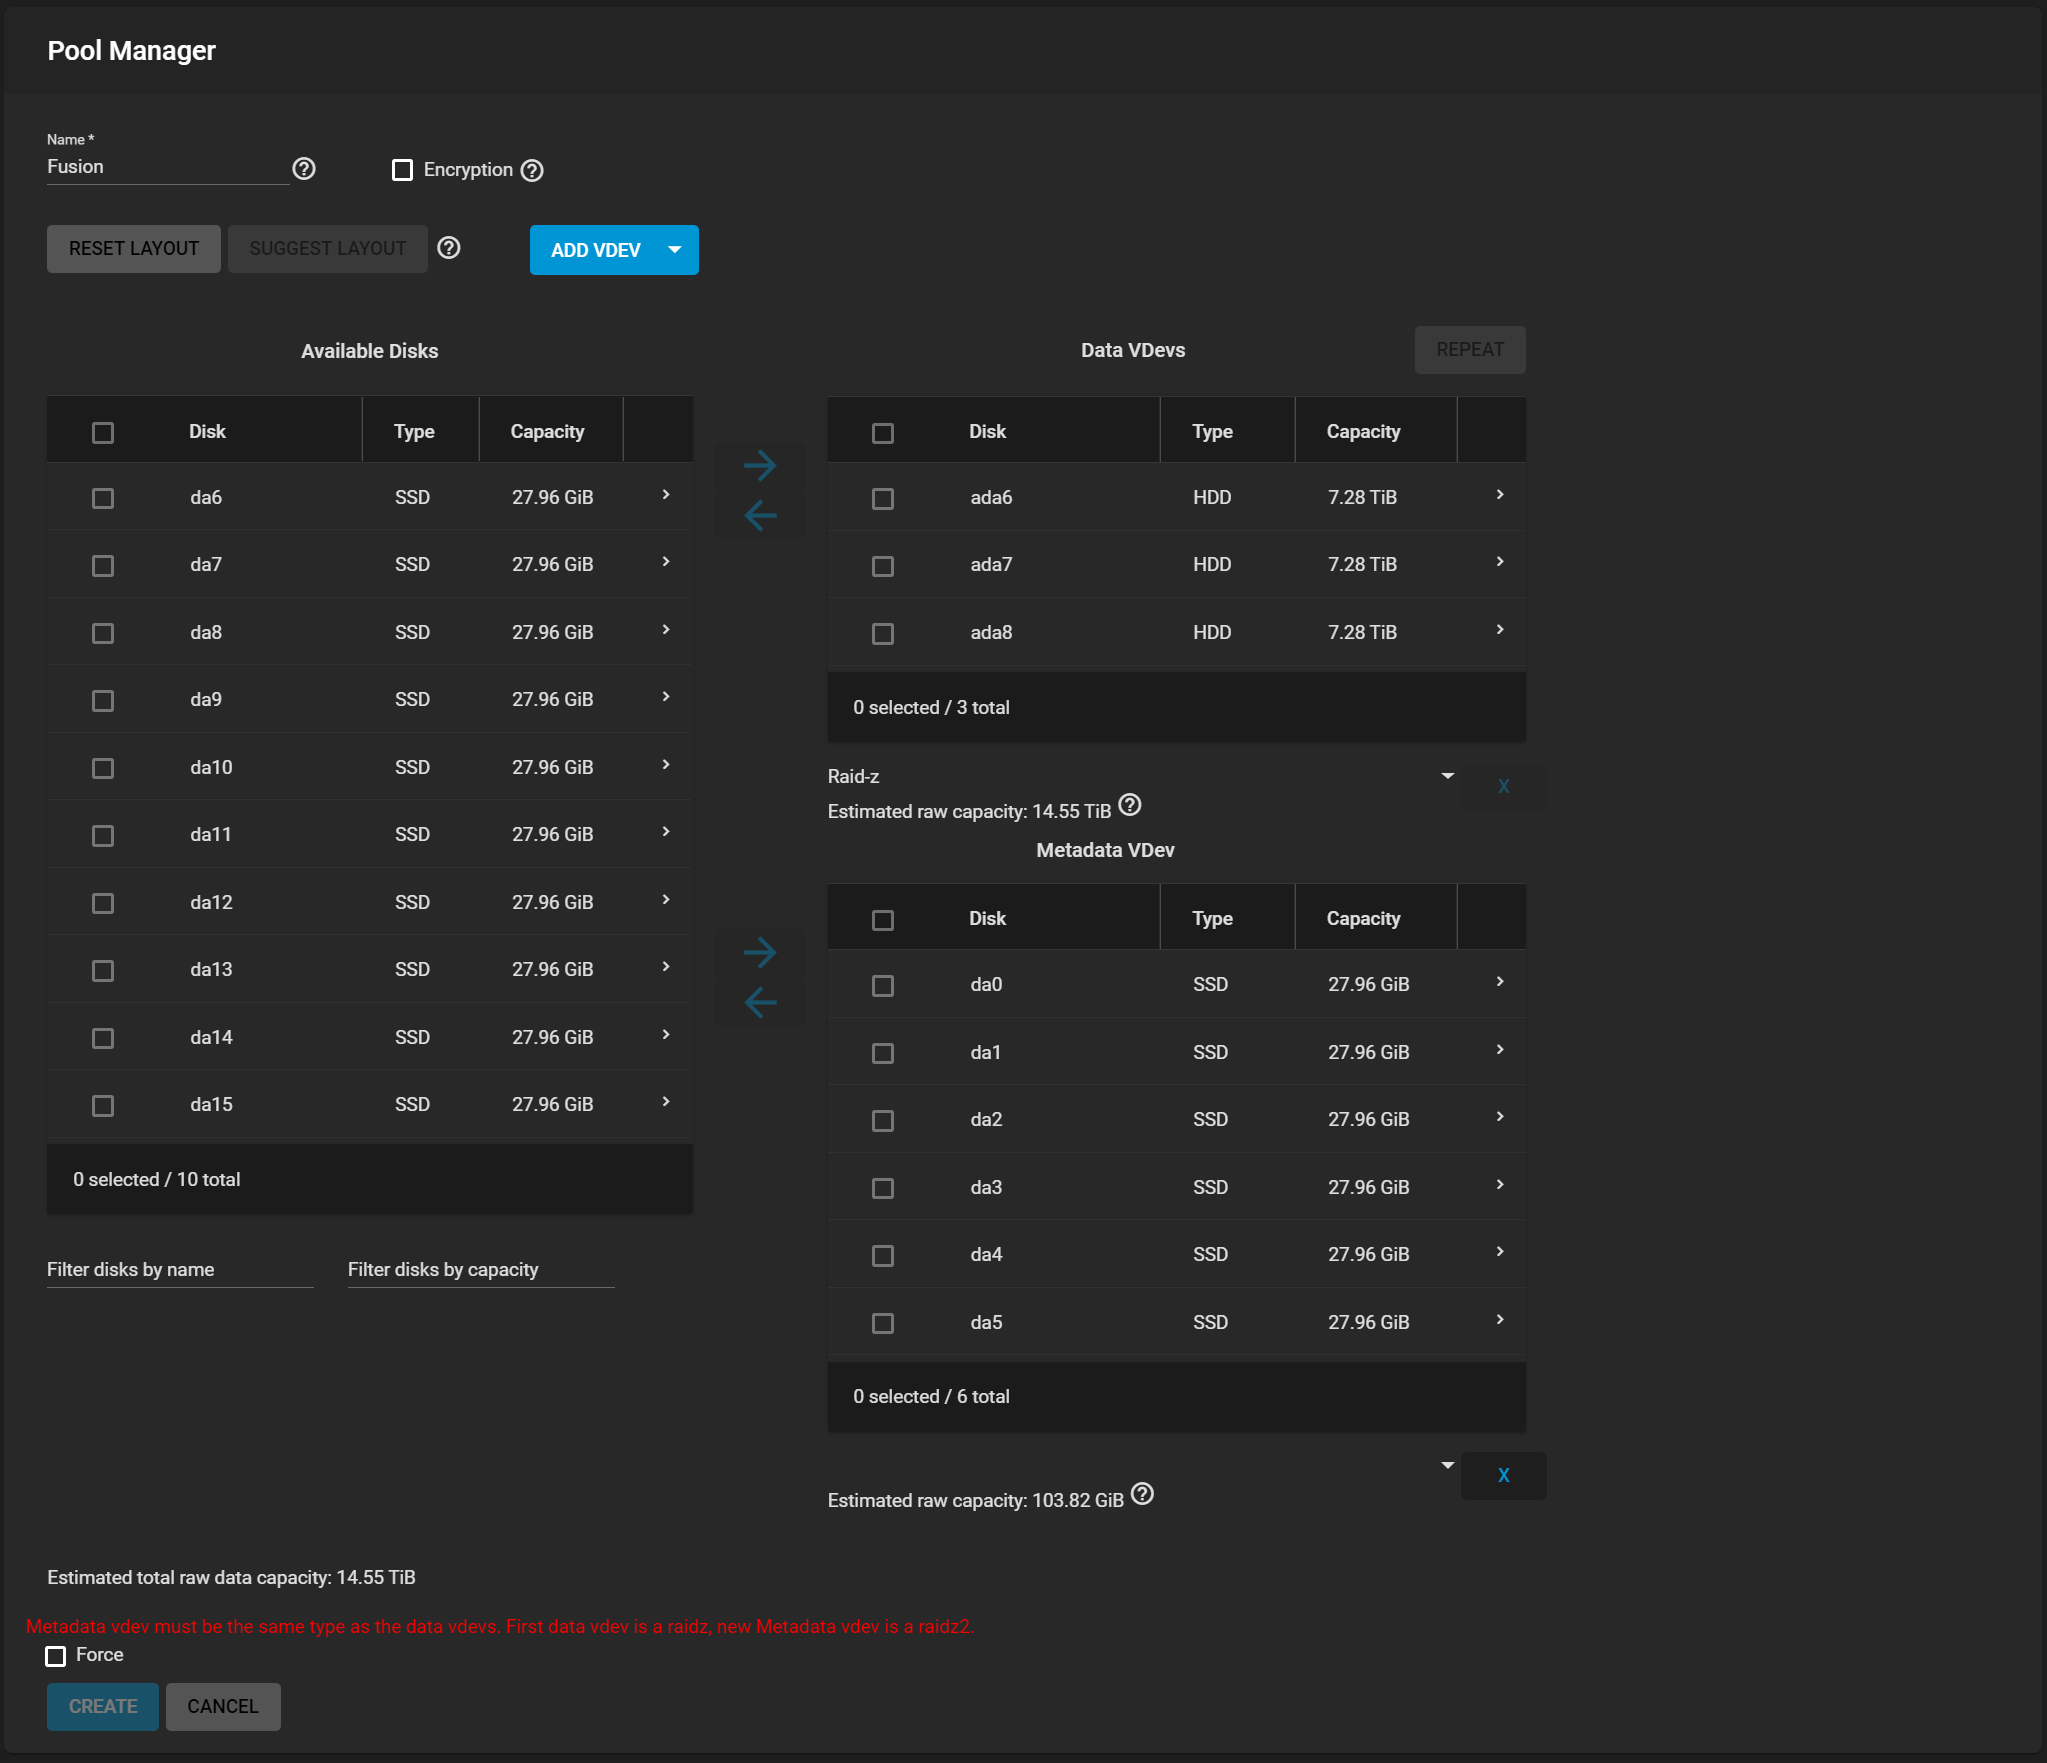 Pool Manager
Name *
Fusion
Encryption
RESET LAYOUT
SUGGEST LAYOUT
ADD VDEV
Available Disks
Disk Type Capacity
da6 SSD 27.96 GiB
da7 SSD 27.96 GiB
da8 SSD 27.96 GiB
da9 SSD 27.96 GiB
da10 SSD 27.96 GiB
da11 SSD 27.96 GiB
da12 SSD 27.96 GiB
da13 SSD 27.96 GiB
da14 SSD 27.96 GiB
da15 SSD 27.96 GiB
0 selected / 10 total
Filter disks by name
Filter disks by capacity
Data VDevs
REPEAT
Disk Type Capacity
ada6 HDD 7.28 TiB
ada7 HDD 7.28 TiB
ada8 HDD 7.28 TiB
0 selected / 3 total
Raid-z
X
Estimated raw capacity: 14.55 TiB
Metadata VDev
Disk Type Capacity
da0 SSD 27.96 GiB
da1 SSD 27.96 GiB
da2 SSD 27.96 GiB
da3 SSD 27.96 GiB
da4 SSD 27.96 GiB
da5 SSD 27.96 GiB
0 selected / 6 total
X
Estimated raw capacity: 103.82 GiB
Estimated total raw data capacity: 14.55 TiB
Metadata vdev must be the same type as the data vdevs. First data vdev is a raidz, new Metadata vdev is a raidz2.
Force
CREATE
CANCEL